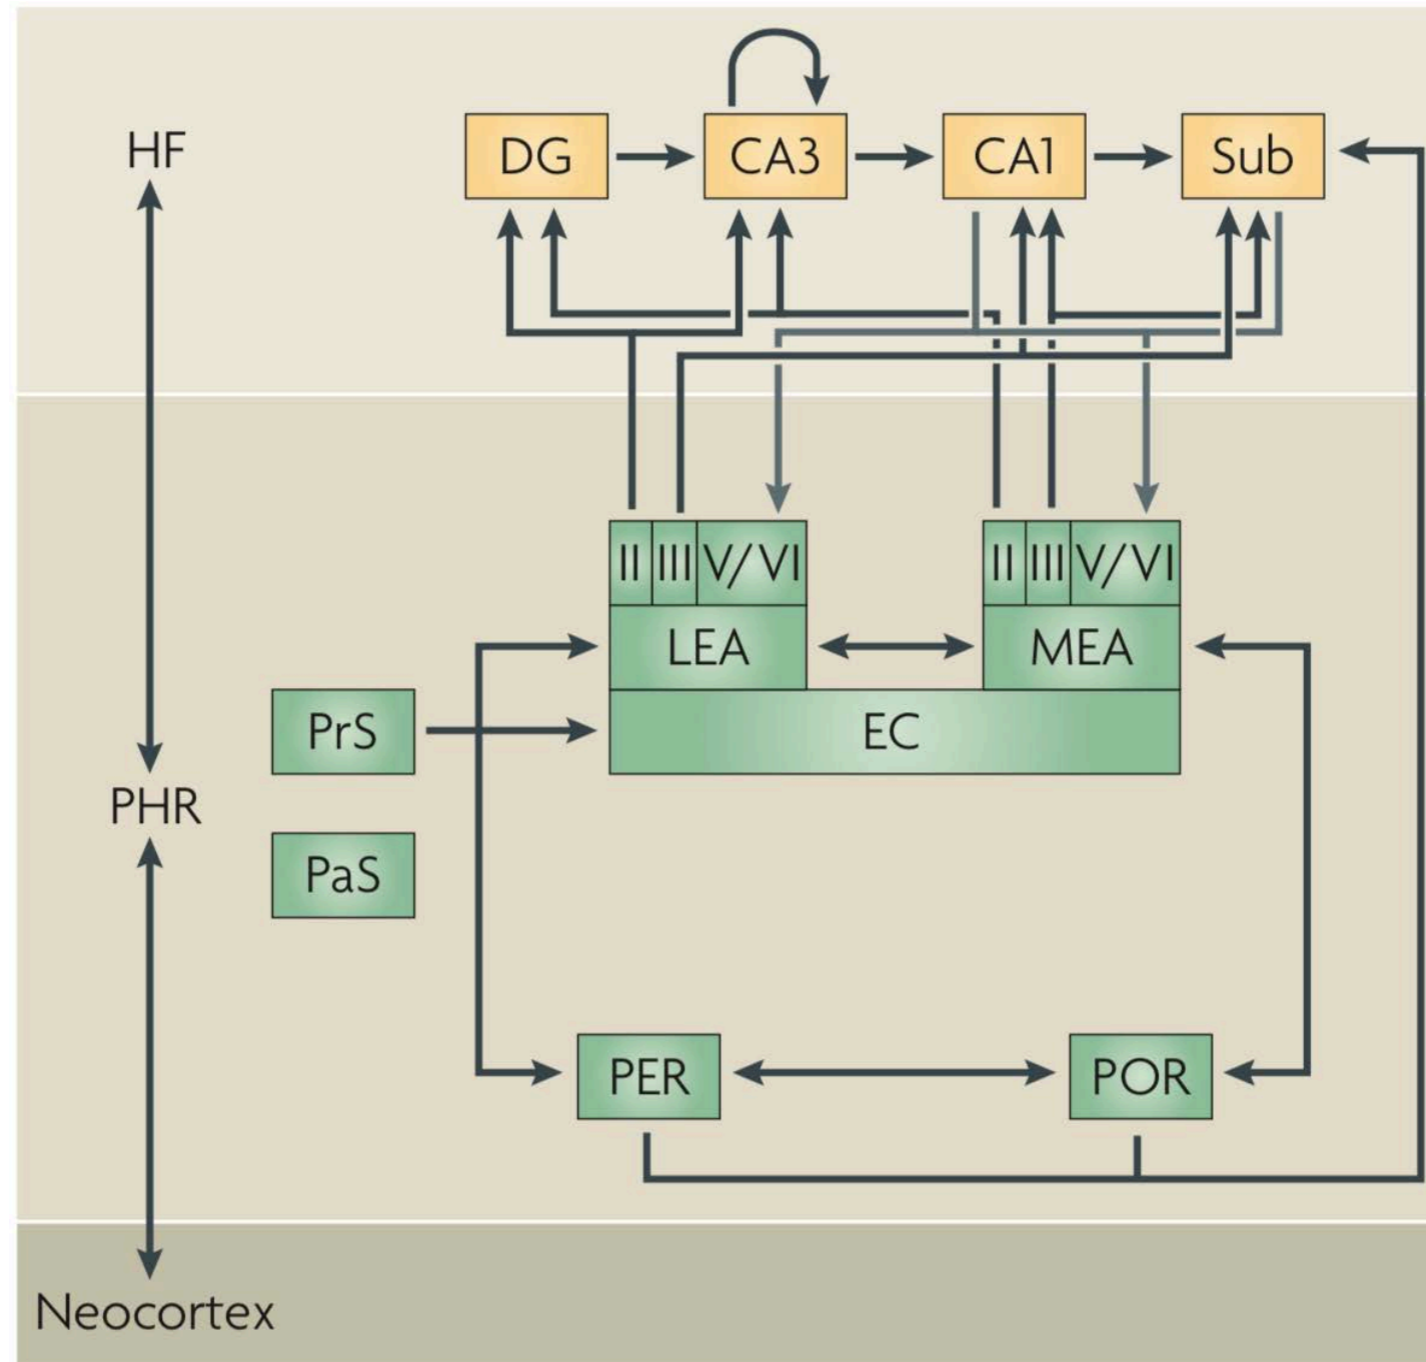 HF
DG
CA3
CA1
Sub
II
III
V/VI
II
III
V/VI
LEA
MEA
PrS
EC
PHR
PaS
PER
POR
Neocortex